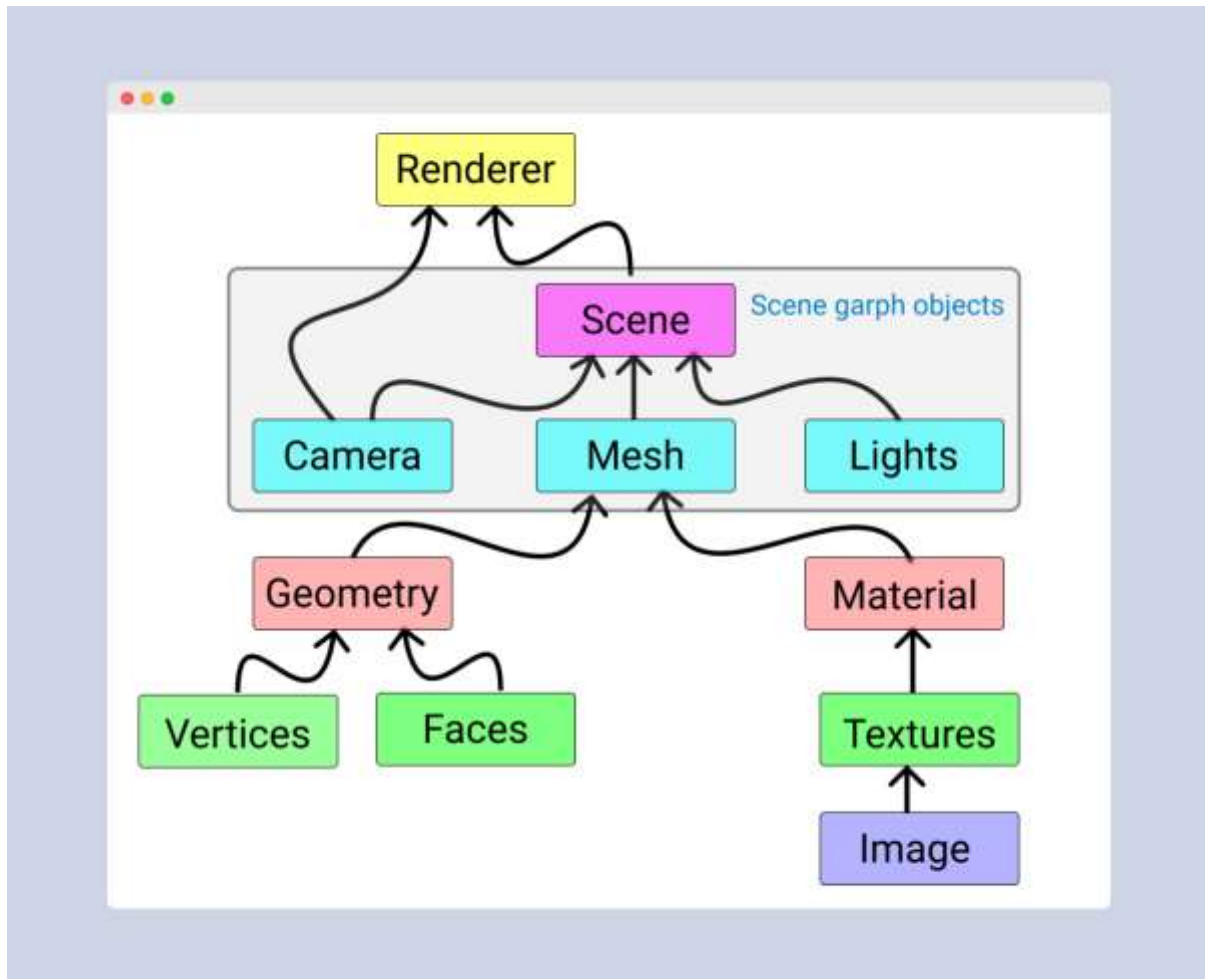 Renderer
Scene
Scene garph objects
Camera
Mesh
Lights
Geometry
Material
Vertices
Faces
Textures
Image